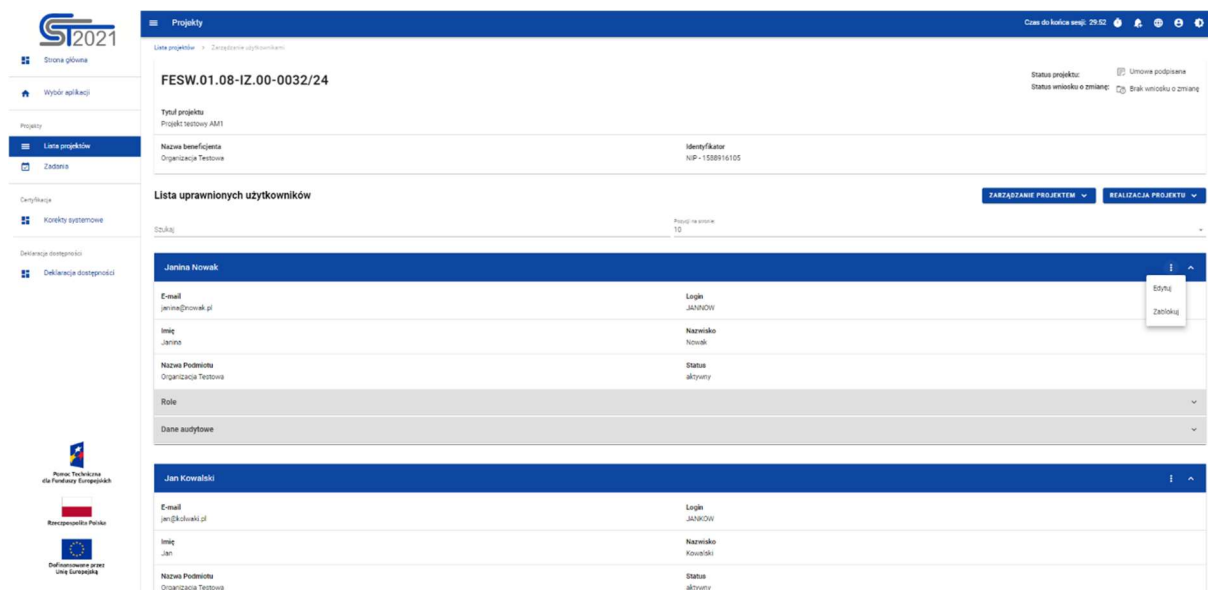 CST2021
Projekty
Czas do końca sesji: 29:52
Lista projektów > Zarządzanie użytkownikami
Strona główna
Wybór aplikacji
Projekty
Lista projektów
Zadania
Certyfikacja
Korekty systemowe
Deklaracja dostępności
Deklaracje dostępności
FESW.01.08-IZ.00-0032/24
Status projektu: Umowa podpisana
Status wniosku o zmianę: Brak wniosku o zmianę
Tytuł projektu
Projekt testowy AM1
Nazwa beneficjenta Identyfikator
Organizacja Testowa NIP - 1588916105
Lista uprawnionych użytkowników ZARZĄDZANIE PROJEKTEM REALIZACJA PROJEKTU
Szukaj Pozycji na stronie
10
Janina Nowak
Edytuj
Zablokuj
E-mail Login
janina@nowak.pl JANNOW
Imię Nazwisko
Janina Nowak
Nazwa Podmiotu Status
Organizacja Testowa aktywny
Role
Dane audytowe
Jan Kowalski
E-mail Login
jan@kolwaki.pl JANKOW
Imię Nazwisko
Jan Kowalski
Nazwa Podmiotu Status
Organizacja Testowa aktywny
Pomoc Techniczna
dla Funduszy Europejskich
Rzeczpospolita Polska
Dofinansowane przez
Unię Europejską